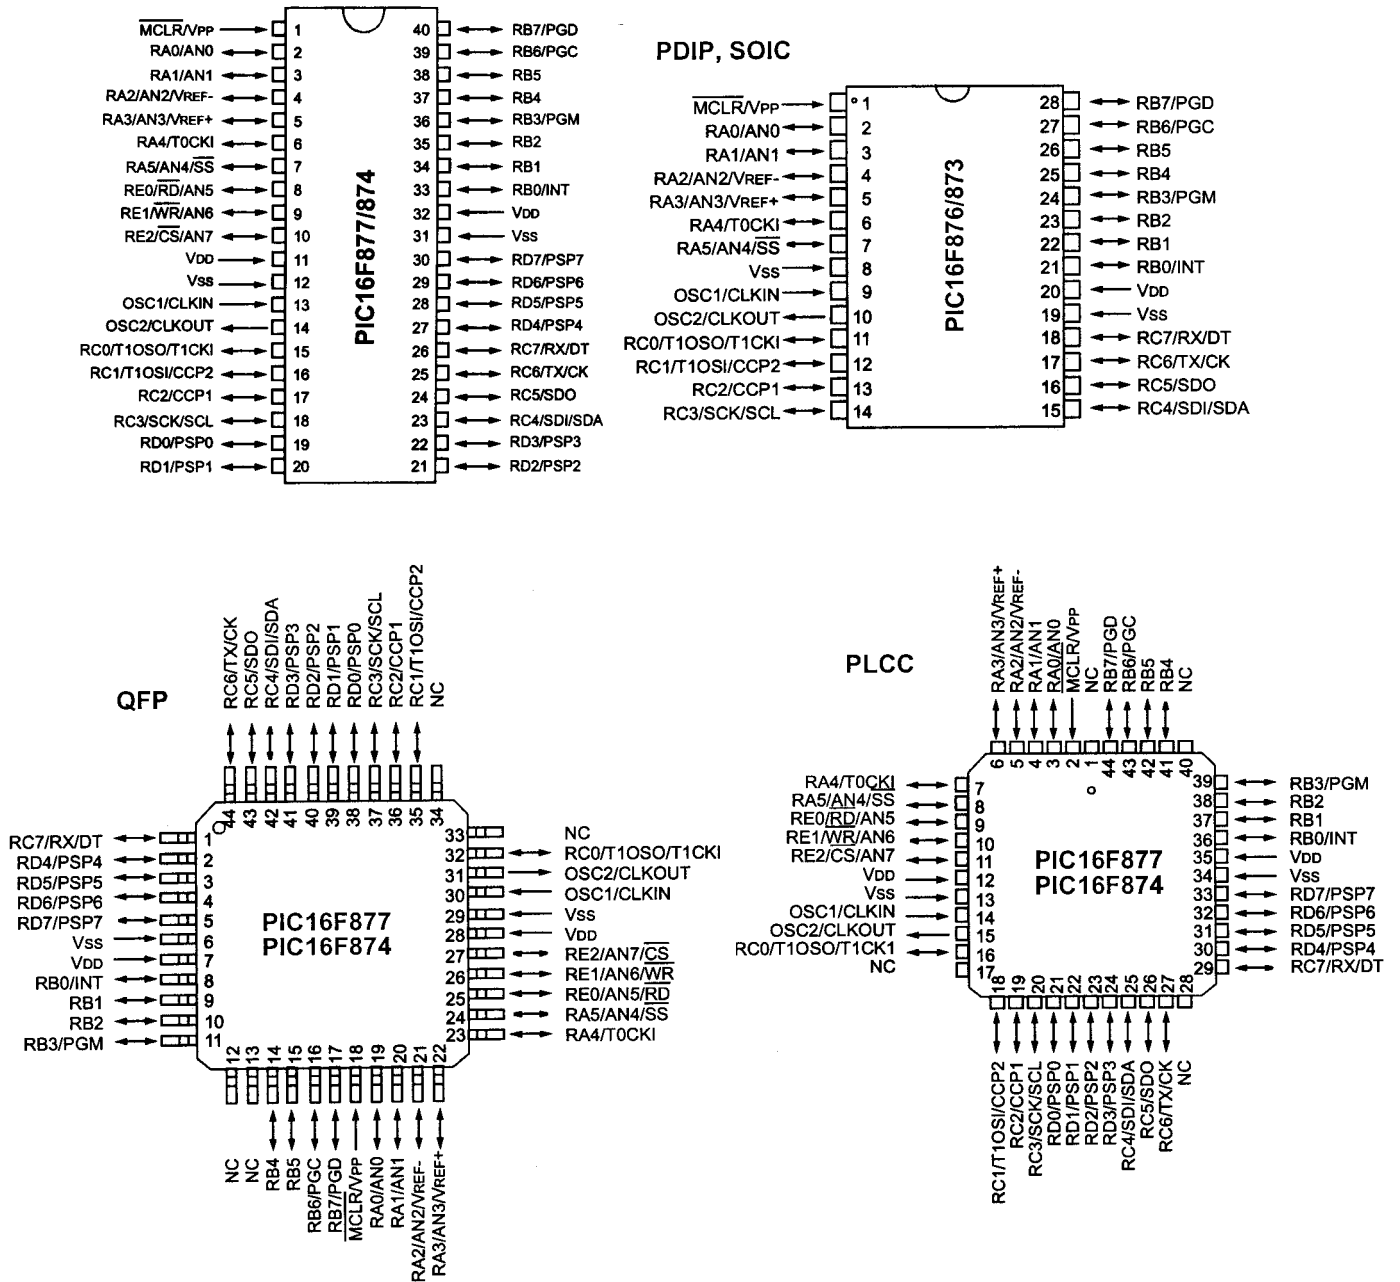 MCLR/VPP 1 40 RB7/PGD
RA0/AN0 2 39 RB6/PGC
RA1/AN1 3 38 RB5
RA2/AN2/VREF- 4 37 RB4
RA3/AN3/VREF+ 5 36 RB3/PGM
RA4/T0CKI 6 35 RB2
RA5/AN4/SS 7 34 RB1
RE0/RD/AN5 8 33 RB0/INT
RE1/WR/AN6 9 32 VDD
RE2/CS/AN7 10 31 VSS
VDD 11 30 RD7/PSP7
VSS 12 29 RD6/PSP6
OSC1/CLKIN 13 28 RD5/PSP5
OSC2/CLKOUT 14 27 RD4/PSP4
RC0/T1OSO/T1CKI 15 26 RC7/RX/DT
RC1/T1OSI/CCP2 16 25 RC6/TX/CK
RC2/CCP1 17 24 RC5/SDO
RC3/SCK/SCL 18 23 RC4/SDI/SDA
RD0/PSP0 19 22 RD3/PSP3
RD1/PSP1 20 21 RD2/PSP2
PIC16F877/874
PDIP, SOIC
MCLR/VPP 1 28 RB7/PGD
RA0/AN0 2 27 RB6/PGC
RA1/AN1 3 26 RB5
RA2/AN2/VREF- 4 25 RB4
RA3/AN3/VREF+ 5 24 RB3/PGM
RA4/T0CKI 6 23 RB2
RA5/AN4/SS 7 22 RB1
VSS 8 21 RB0/INT
OSC1/CLKIN 9 20 VDD
OSC2/CLKOUT 10 19 VSS
RC0/T1OSO/T1CKI 11 18 RC7/RX/DT
RC1/T1OSI/CCP2 12 17 RC6/TX/CK
RC2/CCP1 13 16 RC5/SDO
RC3/SCK/SCL 14 15 RC4/SDI/SDA
PIC16F876/873
QFP
RC6/TX/CK 44
RC5/SDO 43
RC4/SDI/SDA 42
RD3/PSP3 41
RD2/PSP2 40
RD1/PSP1 39
RD0/PSP0 38
RC3/SCK/SCL 37
RC2/CCP1 36
RC1/T1OSI/CCP2 35
NC 34
RC7/RX/DT 1
RD4/PSP4 2
RD5/PSP5 3
RD6/PSP6 4
RD7/PSP7 5
VSS 6
VDD 7
RB0/INT 8
RB1 9
RB2 10
RB3/PGM 11
PIC16F877
PIC16F874
33 NC
32 RC0/T1OSO/T1CKI
31 OSC2/CLKOUT
30 OSC1/CLKIN
29 VSS
28 VDD
27 RE2/AN7/CS
26 RE1/AN6/WR
25 RE0/AN5/RD
24 RA5/AN4/SS
23 RA4/T0CKI
12 NC
13 NC
14 RB4
15 RB5
16 RB6/PGC
17 RB7/PGD
18 MCLR/VPP
19 RA0/AN0
20 RA1/AN1
21 RA2/AN2/VREF-
22 RA3/AN3/VREF+
PLCC
RA3/AN3/VREF+ 6
RA2/AN2/VREF- 5
RA1/AN1 4
RA0/AN0 3
MCLR/VPP 2
NC 1
RB7/PGD 44
RB6/PGC 43
RB5 42
RB4 41
NC 40
RA4/T0CKI 7
RA5/AN4/SS 8
RE0/RD/AN5 9
RE1/WR/AN6 10
RE2/CS/AN7 11
VDD 12
VSS 13
OSC1/CLKIN 14
OSC2/CLKOUT 15
RC0/T1OSO/T1CK1 16
NC 17
PIC16F877
PIC16F874
39 RB3/PGM
38 RB2
37 RB1
36 RB0/INT
35 VDD
34 VSS
33 RD7/PSP7
32 RD6/PSP6
31 RD5/PSP5
30 RD4/PSP4
29 RC7/RX/DT
18 RC1/T1OSI/CCP2
19 RC2/CCP1
20 RC3/SCK/SCL
21 RD0/PSP0
22 RD1/PSP1
23 RD2/PSP2
24 RD3/PSP3
25 RC4/SDI/SDA
26 RC5/SDO
27 RC6/TX/CK
28 NC